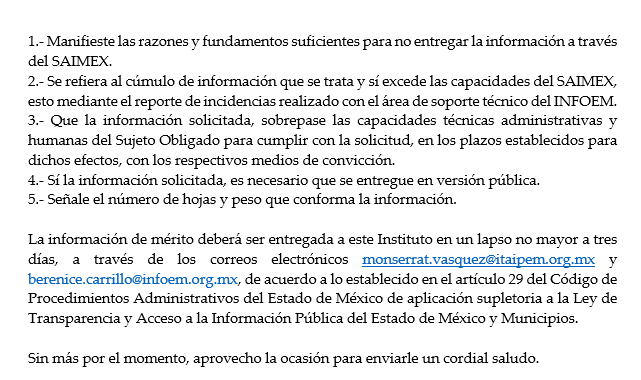 1.- Manifieste las razones y fundamentos suficientes para no entregar la información a través
del SAIMEX.
2.- Se refiera al cúmulo de información que se trata y sí excede las capacidades del SAIMEX,
esto mediante el reporte de incidencias realizado con el área de soporte técnico del INFOEM.
3.- Que la información solicitada, sobrepase las capacidades técnicas administrativas y
humanas del Sujeto Obligado para cumplir con la solicitud, en los plazos establecidos para
dichos efectos, con los respectivos medios de convicción.
4.- Sí la información solicitada, es necesario que se entregue en versión pública.
5.- Señale el número de hojas y peso que conforma la información.
La información de mérito deberá ser entregada a este Instituto en un lapso no mayor a tres
días, a través de los correos electrónicos monserrat.vasquez@itaipem.org.mx y
berenice.carrillo@infoem.org.mx, de acuerdo a lo establecido en el artículo 29 del Código de
Procedimientos Administrativos del Estado de México de aplicación supletoria a la Ley de
Transparencia y Acceso a la Información Pública del Estado de México y Municipios.
Sin más por el momento, aprovecho la ocasión para enviarle un cordial saludo.